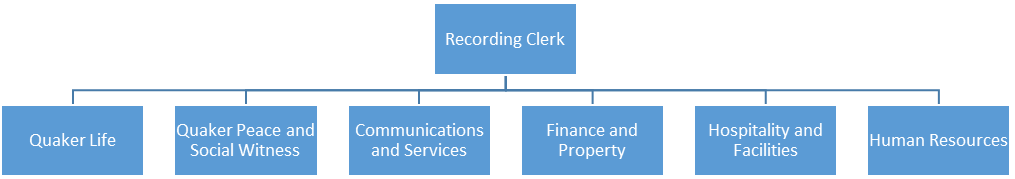 Recording Clerk
Quaker Life
Quaker Peace and
Social Witness
Communications
and Services
Finance and
Property
Hospitality and
Facilities
Human Resources